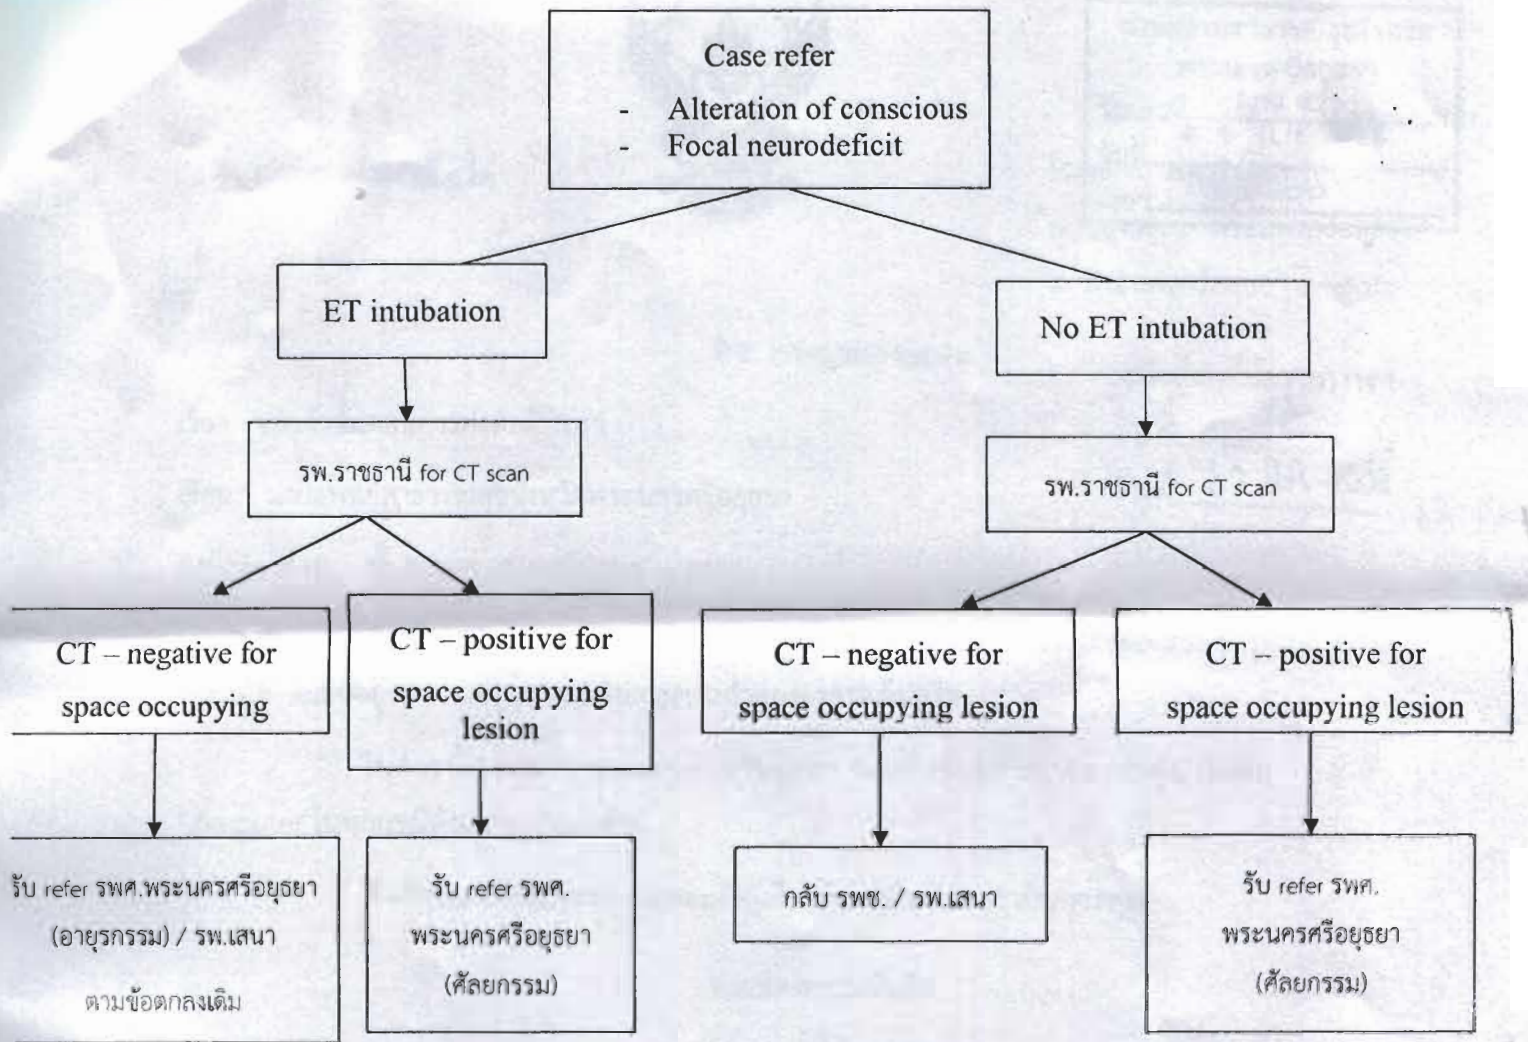 Case refer
- Alteration of conscious
- Focal neurodeficit
ET intubation
No ET intubation
รพ.ราชธานี for CT scan
รพ.ราชธานี for CT scan
CT – negative for
space occupying
CT – positive for
space occupying
lesion
CT – negative for
space occupying lesion
CT – positive for
space occupying lesion
รับ refer รพศ.พระนครศรีอยุธยา
(อายุรกรรม) / รพ.เสนา
ตามข้อตกลงเดิม
รับ refer รพศ.
พระนครศรีอยุธยา
(ศัลยกรรม)
กลับ รพช. / รพ.เสนา
รับ refer รพศ.
พระนครศรีอยุธยา
(ศัลยกรรม)